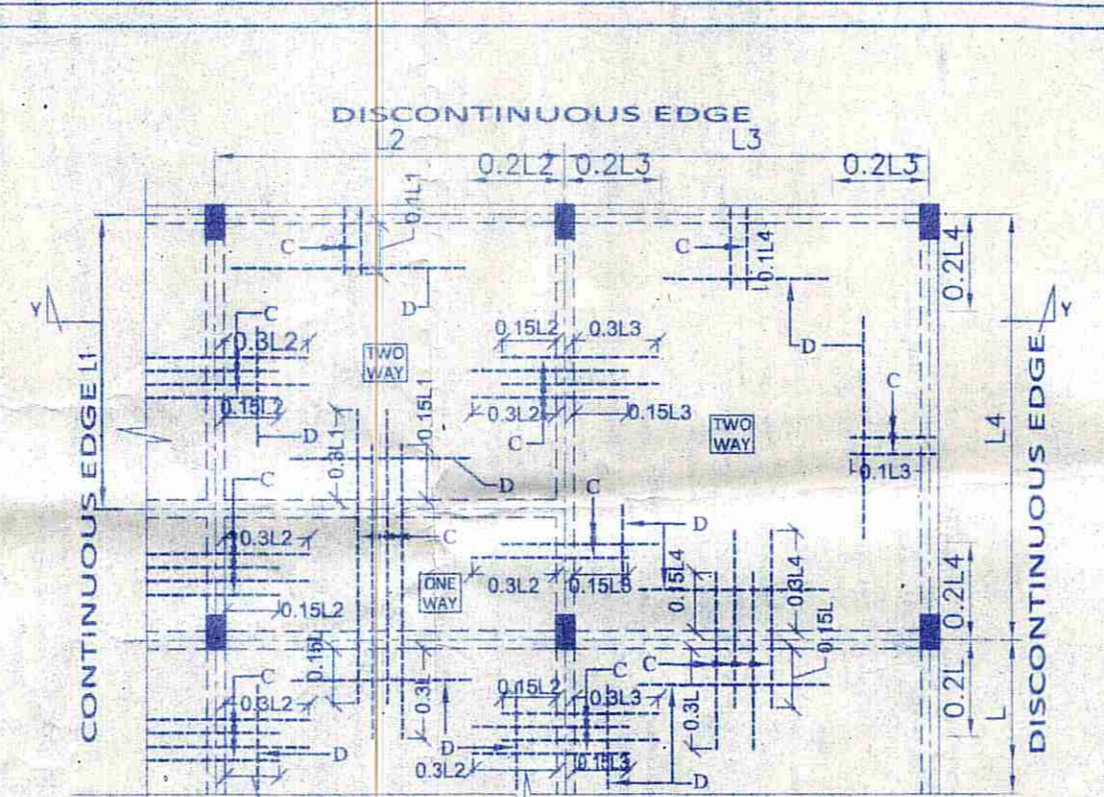 DISCONTINUOUS EDGE
L2
L3
0.2L2
0.2L3
0.2L3
0.1L1
C
C
0.1L4
0.2L4
D
Y
Y
C
0.3L2
0.15L2
0.3L3
D
TWO
WAY
C
0.15L2
0.3L2
0.15L3
0.15L1
0.3L1
TWO
WAY
D
C
0.1L3
L4
CONTINUOUS EDGE L1
DISCONTINUOUS EDGE
C
D
C
D
0.3L2
C
ONE
WAY
0.3L2
0.15L3
0.15L4
0.3L4
0.2L4
0.15L2
0.15L
0.15L
C
C
C
0.3L2
0.3L
0.15L2
0.3L3
0.3L
0.2L
L
D
D
0.3L2
0.15L3
D